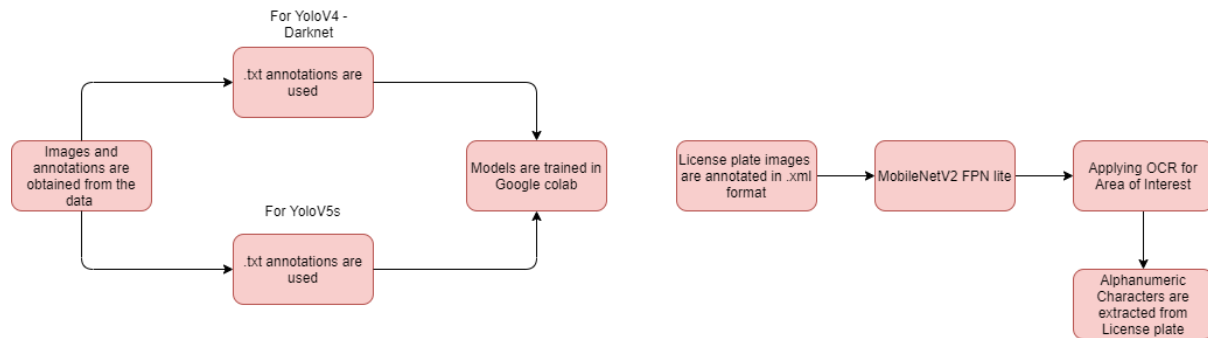 For YoloV4 -
Darknet
.txt annotations are
used
Images and
annotations are
obtained from the
data
Models are trained in
Google colab
For YoloV5s
.txt annotations are
used
License plate images
are annotated in .xml
format
MobileNetV2 FPN lite
Applying OCR for
Area of Interest
Alphanumeric
Characters are
extracted from
License plate